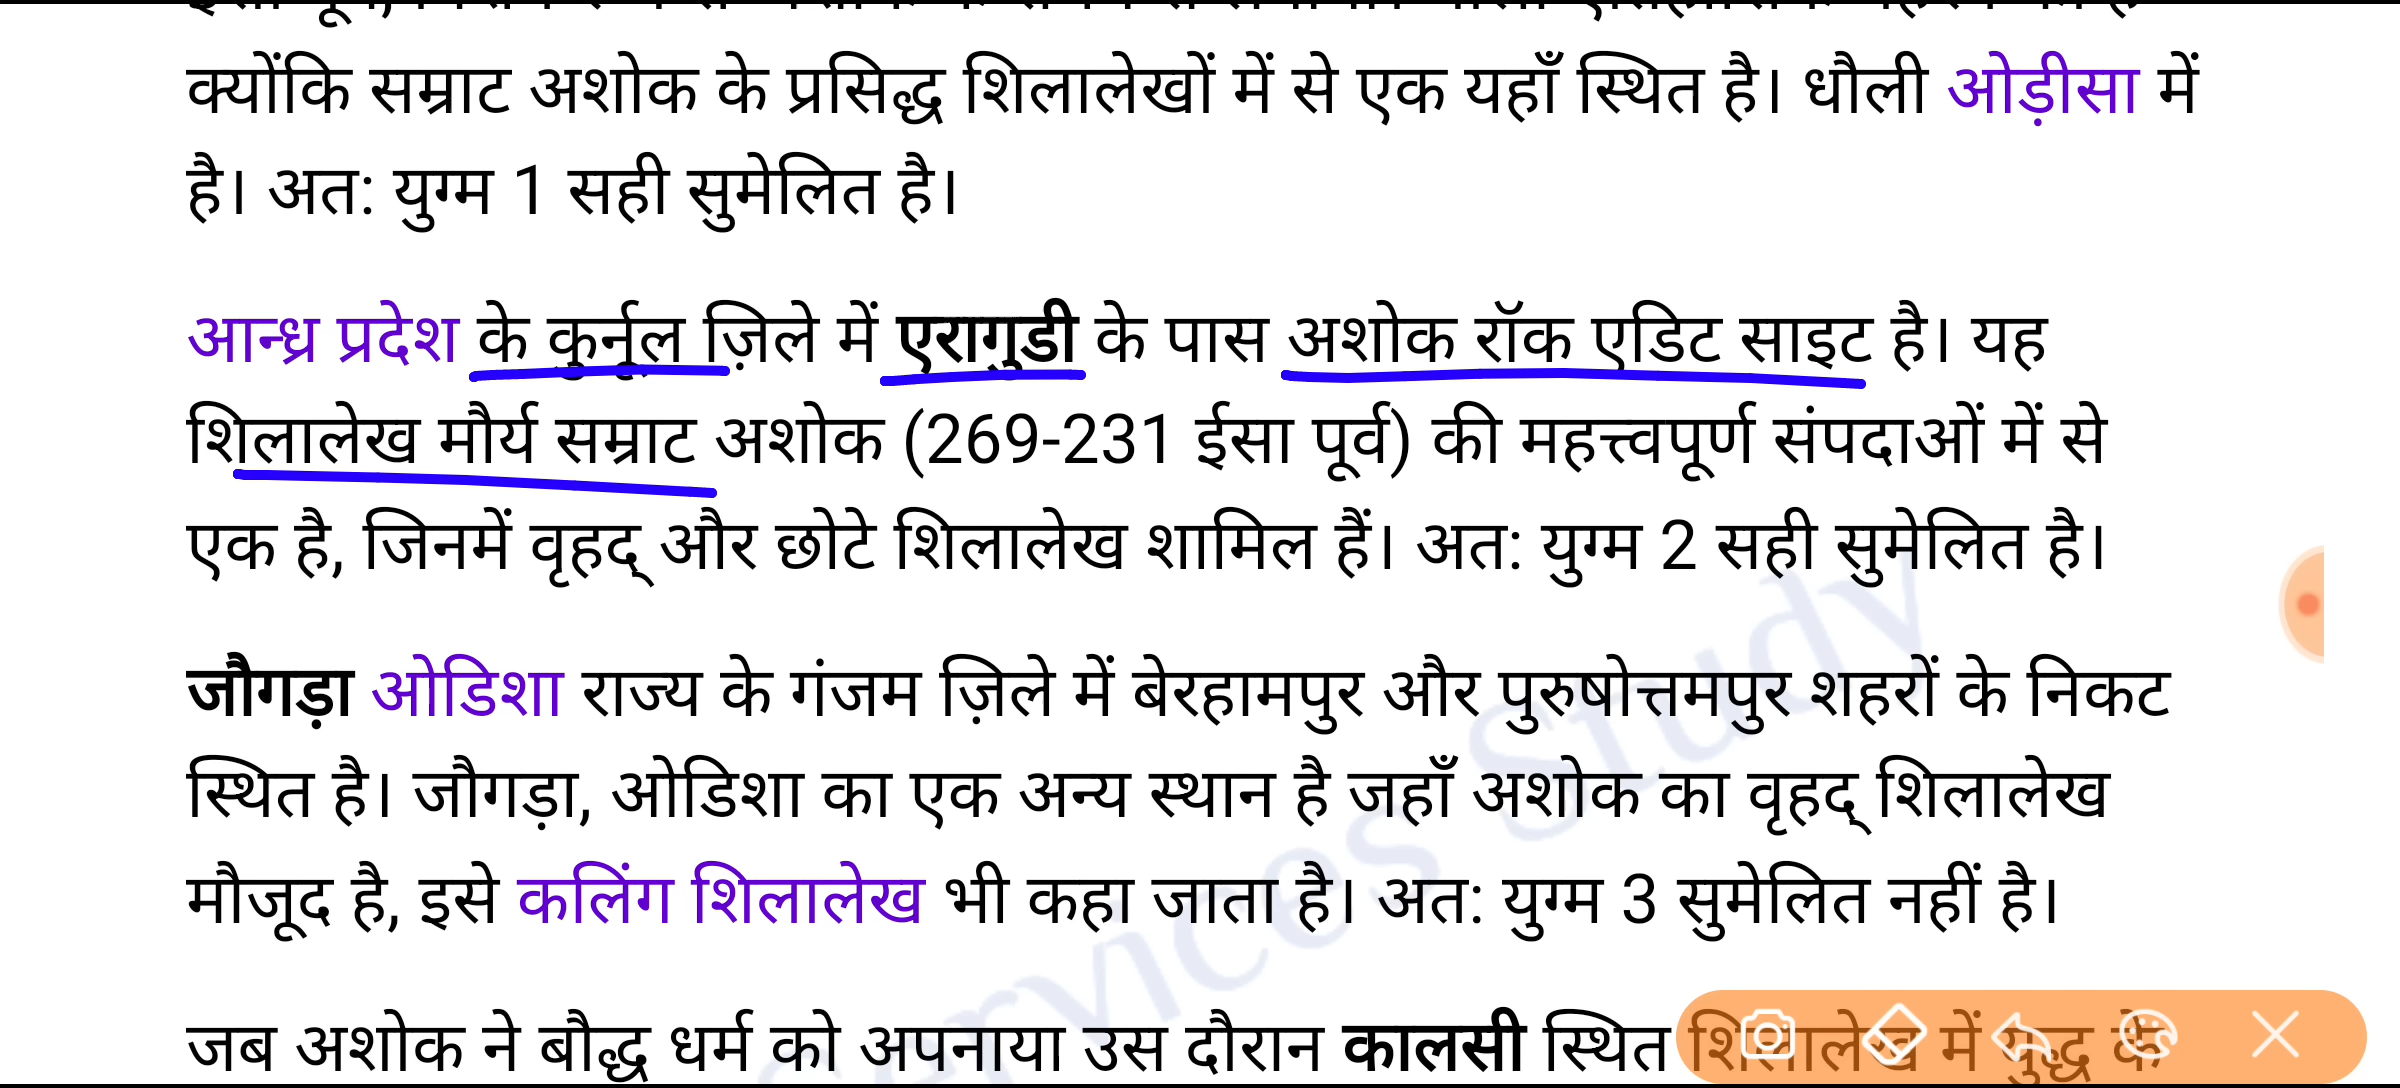 क्योंकि सम्राट अशोक के प्रसिद्ध शिलालेखों में से एक यहाँ स्थित है। धौली ओड़ीसा में
है। अत: युग्म 1 सही सुमेलित है।
आन्ध्र प्रदेश के कुर्नूल ज़िले में एरागुडी के पास अशोक रॉक एडिट साइट है। यह
शिलालेख मौर्य सम्राट अशोक (269-231 ईसा पूर्व) की महत्त्वपूर्ण संपदाओं में से
एक है, जिनमें वृहद् और छोटे शिलालेख शामिल हैं। अत: युग्म 2 सही सुमेलित है।
जौगड़ा ओडिशा राज्य के गंजम ज़िले में बेरहामपुर और पुरुषोत्तमपुर शहरों के निकट
स्थित है। जौगड़ा, ओडिशा का एक अन्य स्थान है जहाँ अशोक का वृहद् शिलालेख
मौजूद है, इसे कलिंग शिलालेख भी कहा जाता है। अत: युग्म 3 सुमेलित नहीं है।
जब अशोक ने बौद्ध धर्म को अपनाया उस दौरान कालसी स्थित शिलालेख में युद्ध के
Services Study